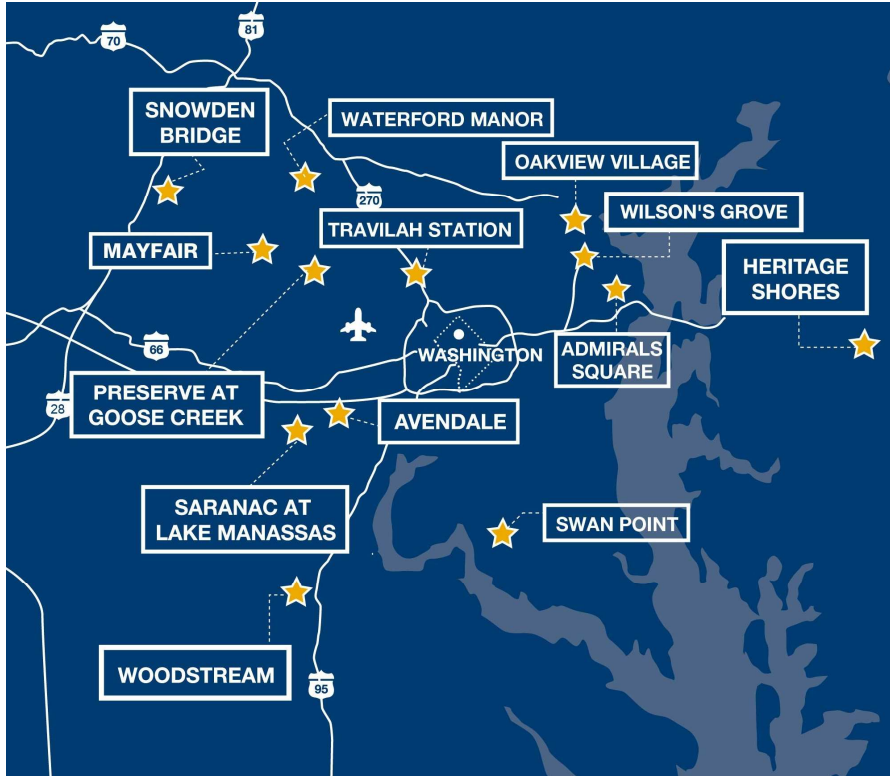 81
70
SNOWDEN
BRIDGE
WATERFORD MANOR
OAKVIEW VILLAGE
270
WILSON'S GROVE
TRAVILAH STATION
MAYFAIR
HERITAGE
SHORES
66
WASHINGTON
ADMIRALS
SQUARE
PRESERVE AT
GOOSE CREEK
28
AVENDALE
SARANAC AT
LAKE MANASSAS
SWAN POINT
WOODSTREAM
95